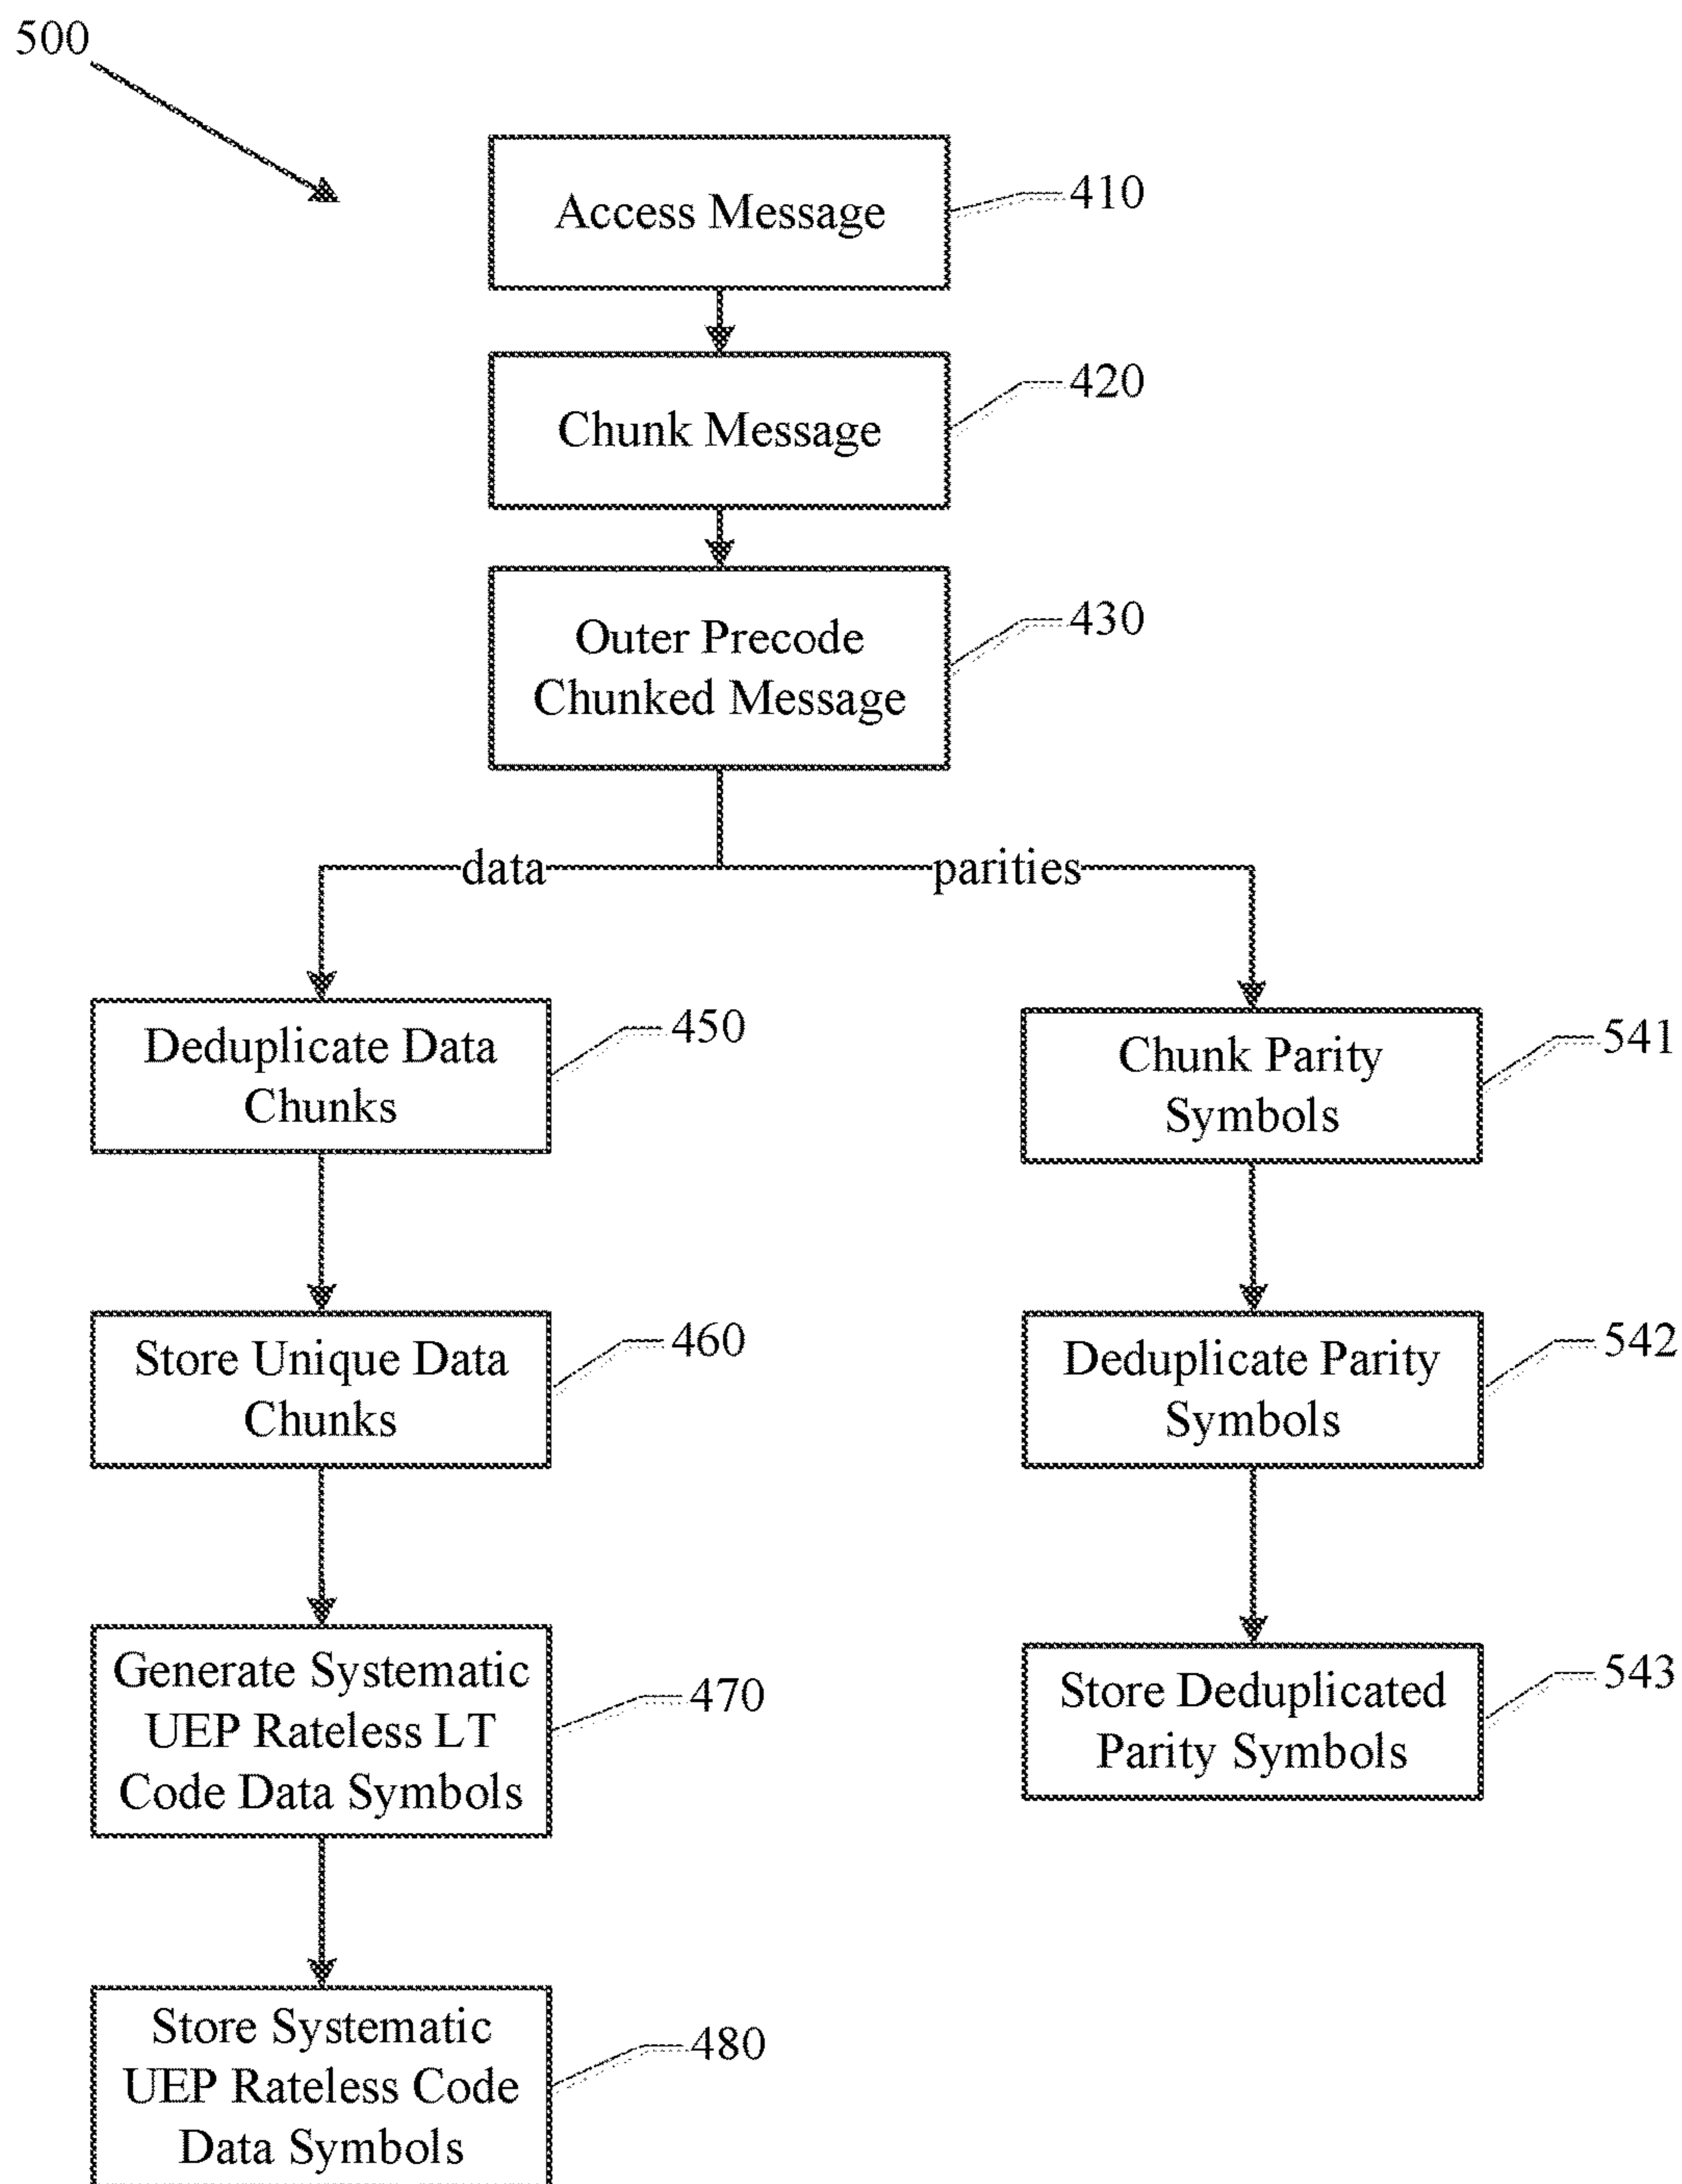 500
Access Message
410
Chunk Message
420
Outer Precode
Chunked Message
430
data
parities
Deduplicate Data
Chunks
450
Chunk Parity
Symbols
541
Store Unique Data
Chunks
460
Deduplicate Parity
Symbols
542
Generate Systematic
UEP Rateless LT
Code Data Symbols
470
Store Deduplicated
Parity Symbols
543
Store Systematic
UEP Rateless Code
Data Symbols
480